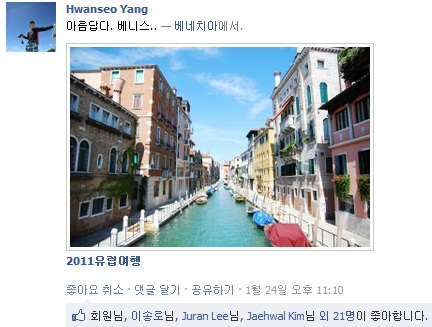 Hwanseo Yang
아름답다. 베니스.. — 베네치아에서.
2011유럽여행
좋아요 취소 · 댓글 달기 · 공유하기 · 1월 24일 오후 11:10
회원님, 이송로님, Juran Lee님, Jaehwal Kim님 외 21명이 좋아합니다.